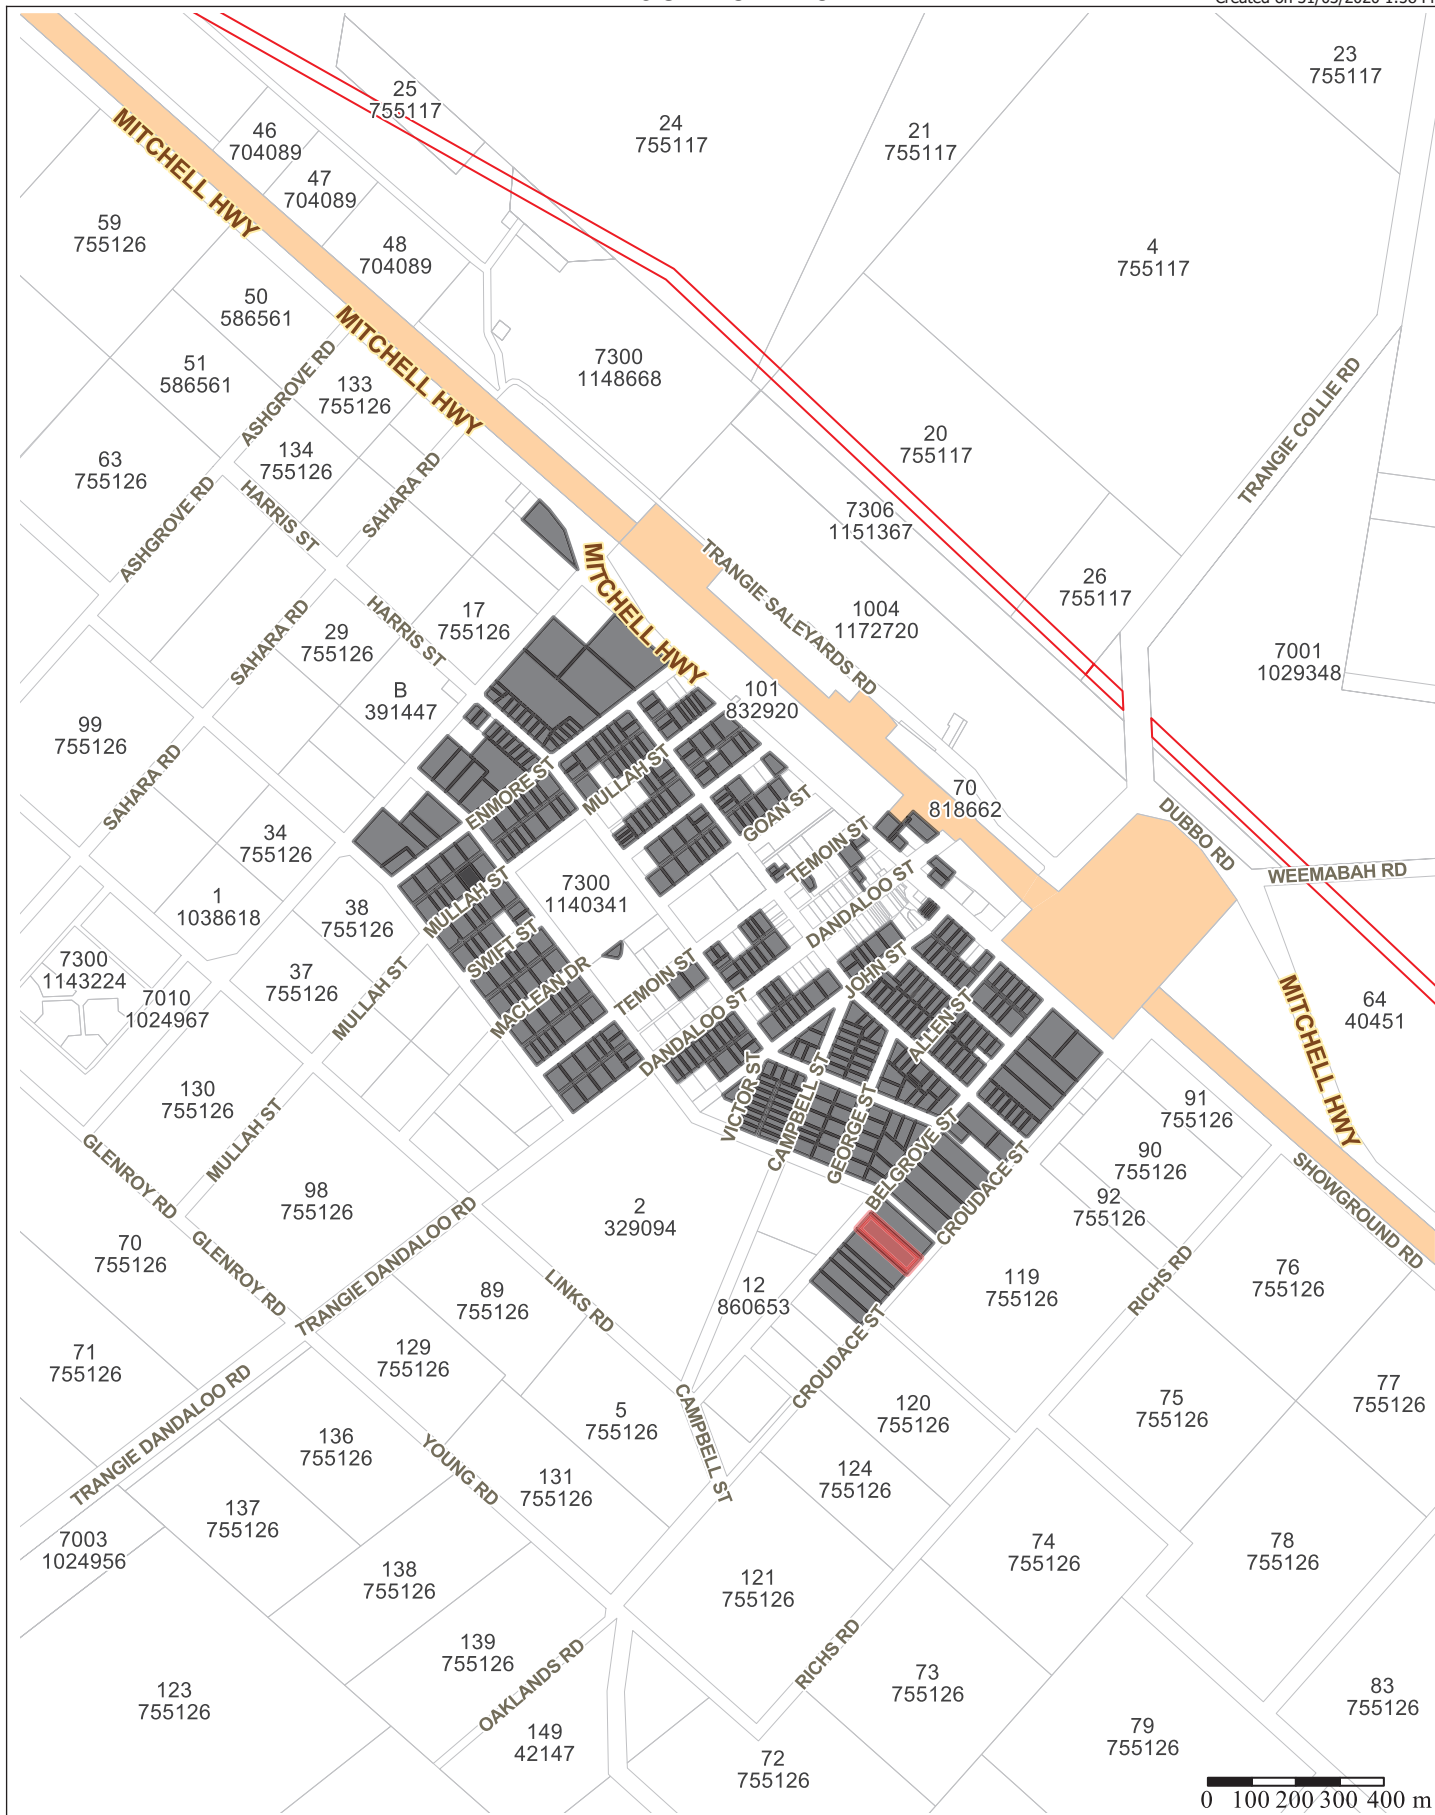 23
755117
25
755117
24
755117
21
755117
46
704089
47
704089
MITCHELL HWY
59
755126
48
704089
4
755117
50
586561
MITCHELL HWY
51
586561
ASHGROVE RD
133
755126
7300
1148668
TRANGIE COLLIE RD
20
755117
63
755126
134
755126
HARRIS ST
SAHARA RD
ASHGROVE RD
7306
1151367
MITCHELL HWY
TRANGIE SALEYARDS RD
26
755117
17
755126
1004
1172720
HARRIS ST
SAHARA RD
29
755126
7001
1029348
B
391447
101
832920
99
755126
SAHARA RD
ENMORE ST
MULLAH ST
GOAN ST
70
818662
DUBBO RD
34
755126
TEMOIN ST
WEEMABAH RD
7300
1140341
MULLAH ST
DANDALOO ST
1
1038618
38
755126
SWIFT ST
7300
1143224
37
755126
MULLAH ST
MACLEAN DR
TEMOIN ST
JOHN ST
7010
1024967
MITCHELL HWY
64
40451
DANDALOO ST
ALLEN ST
130
755126
VICTOR ST
CAMPBELL ST
GEORGE ST
91
755126
MULLAH ST
GLENROY RD
BELGROVE ST
90
755126
98
755126
2
329094
CROUDACE ST
92
755126
SHOWGROUND RD
70
755126
GLENROY RD
TRANGIE DANDALOO RD
LINKS RD
12
860653
119
755126
RICHS RD
76
755126
89
755126
71
755126
129
755126
CROUDACE ST
TRANGIE DANDALOO RD
CAMPBELL ST
120
755126
75
755126
77
755126
5
755126
136
755126
YOUNG RD
131
755126
124
755126
137
755126
7003
1024956
74
755126
78
755126
138
755126
121
755126
139
755126
OAKLANDS RD
RICHS RD
73
755126
123
755126
83
755126
149
42147
72
755126
79
755126
0 100 200 300 400 m